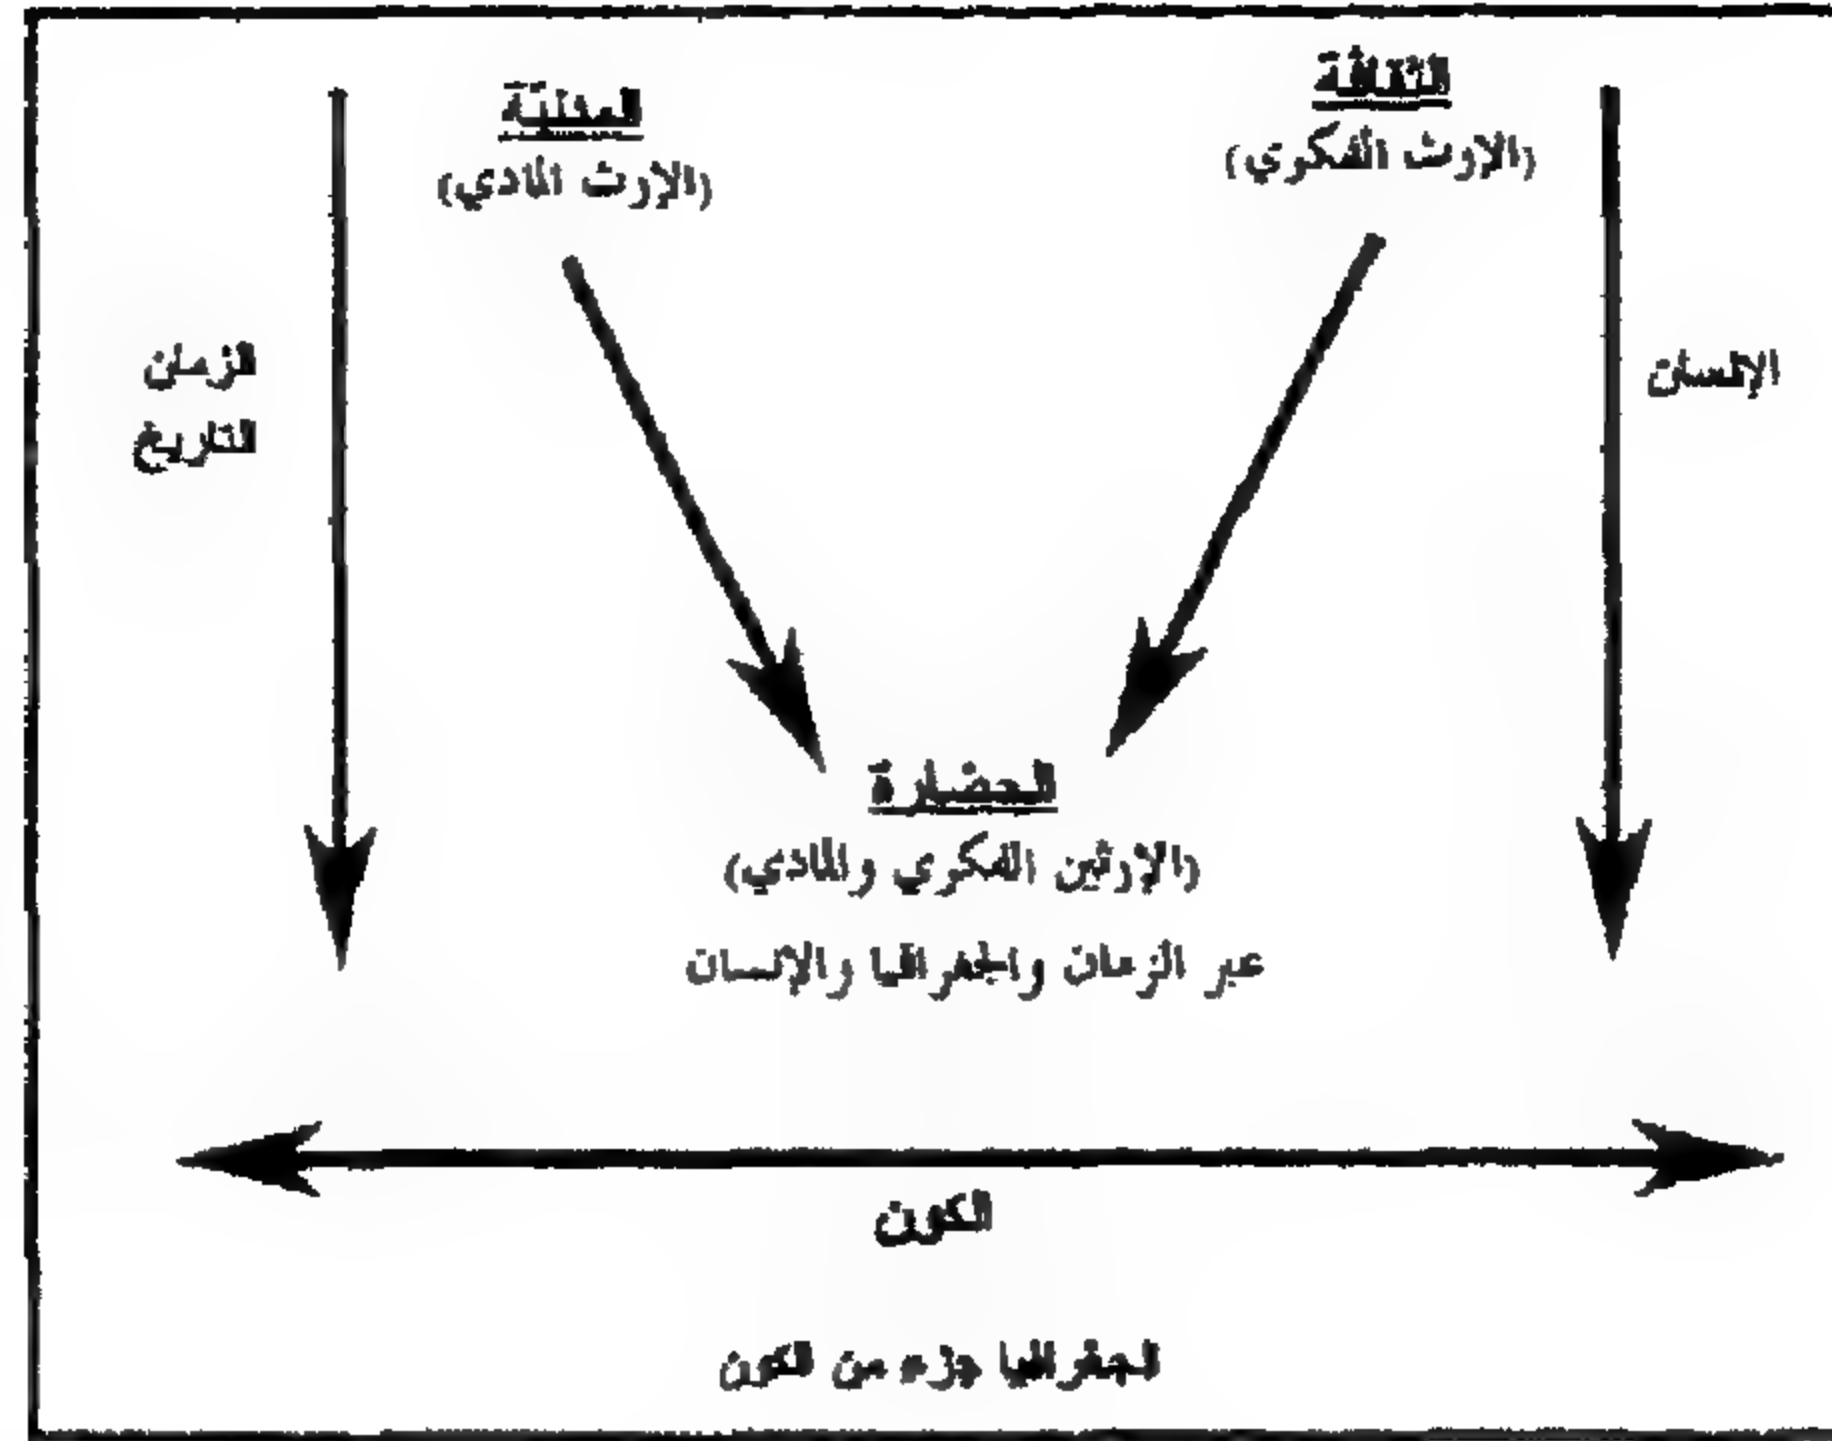 الثقافة
(الإرث الفكري)
المدنيّة
(الإرث المادي)
الإنسان
الزمان
التاريخ
الحضارة
(الإرثين الفكري والمادي)
عبر الزمان والجغرافيا والإنسان
الكون
الجغرافيا جزء من الكون